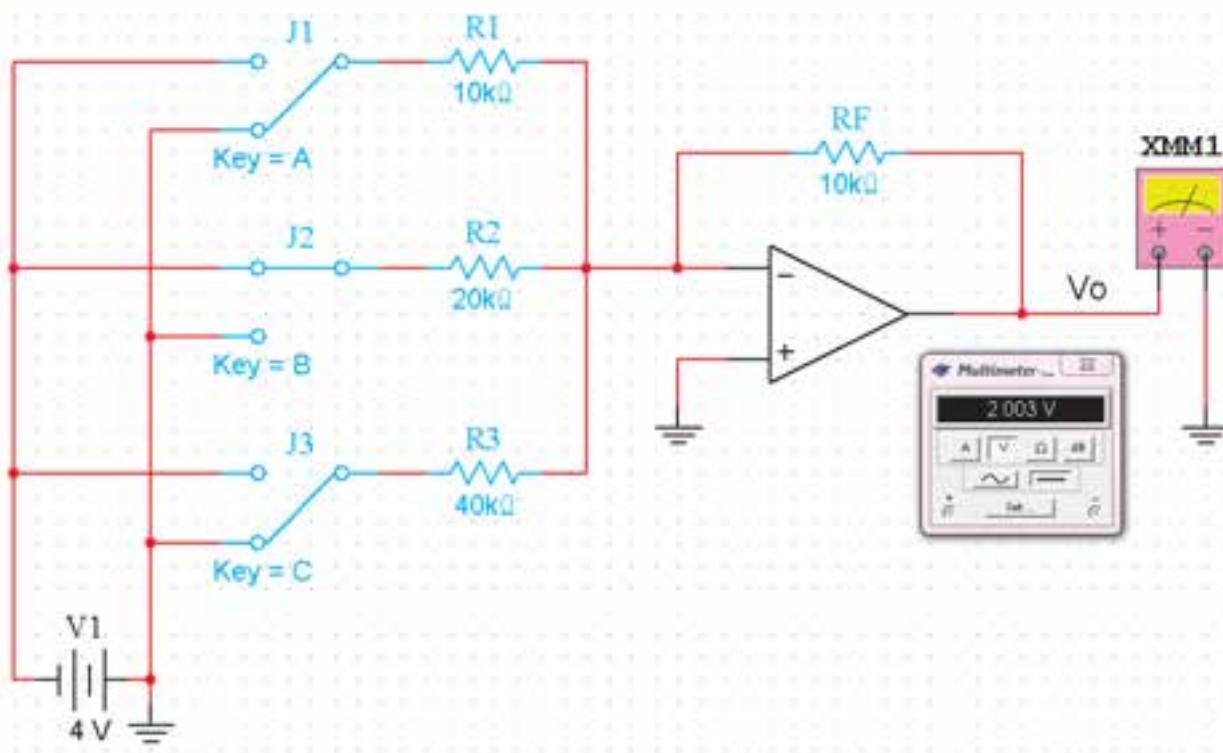 J1
R1
10kΩ
Key = A
RF
10kΩ
XMM1
J2
R2
20kΩ
Key = B
Vo
Multimeter-...
2.003 V
A
V
Ω
dB
J3
R3
40kΩ
Key = C
V1
4 V